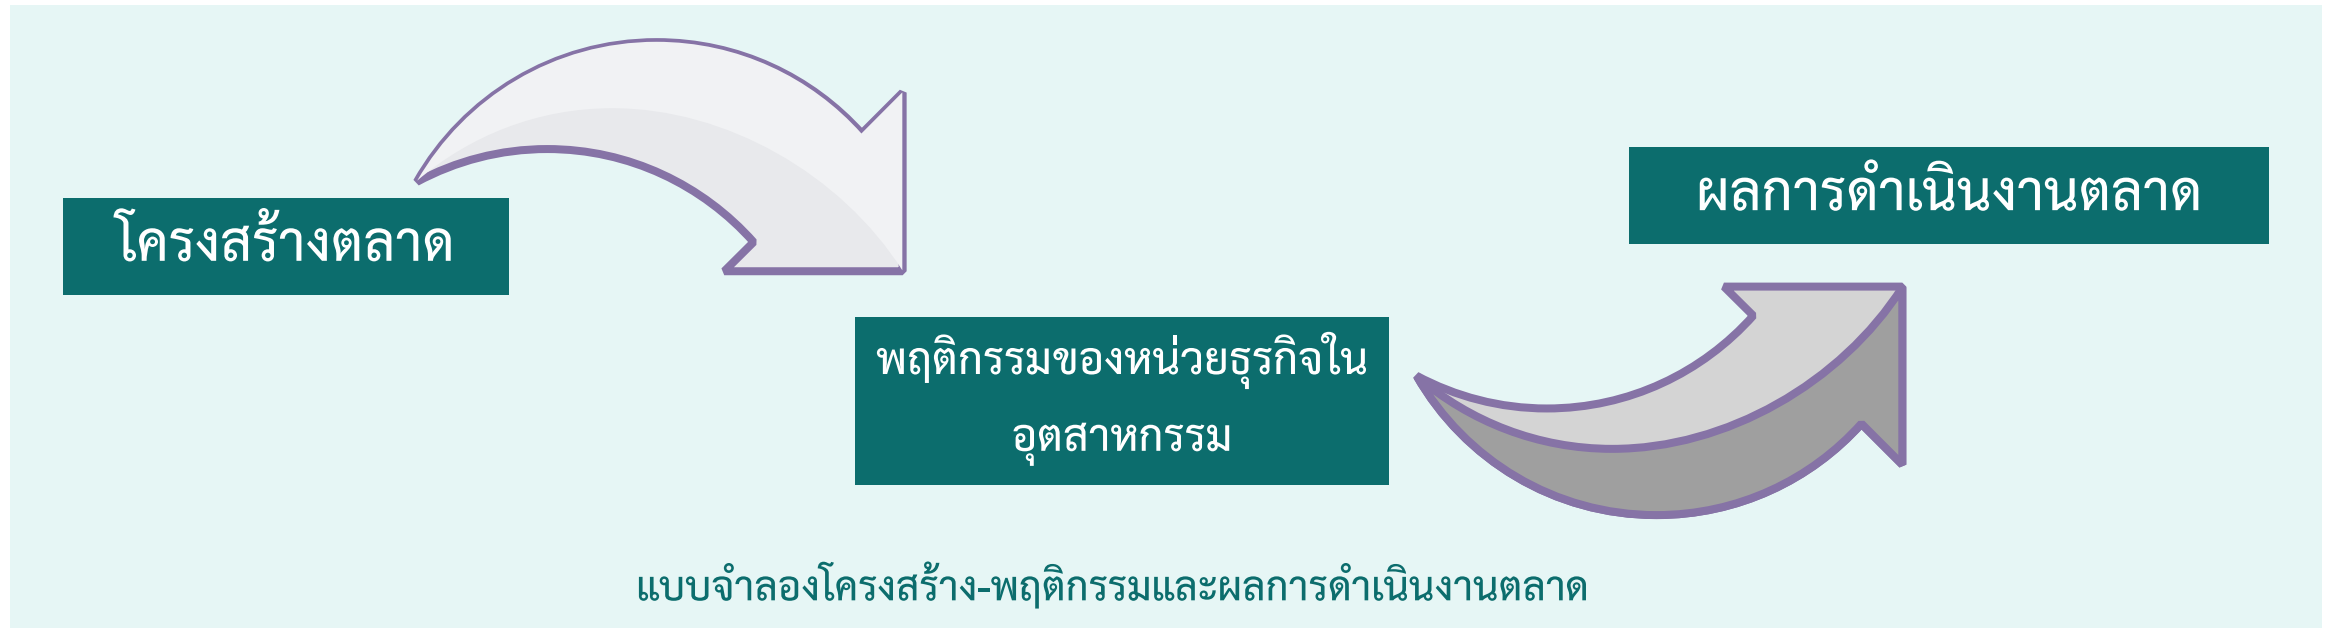 โครงสร้างตลาด
พฤติกรรมของหน่วยธุรกิจใน
อุตสาหกรรม
ผลการดำเนินงานตลาด
แบบจำลองโครงสร้าง-พฤติกรรมและผลการดำเนินงานตลาด